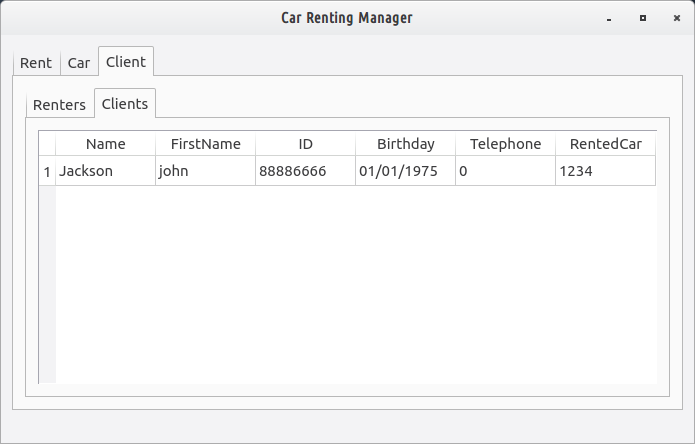 Car Renting Manager
Rent Car Client
Renters Clients
Name FirstName ID Birthday Telephone RentedCar
1 Jackson john 88886666 01/01/1975 0 1234